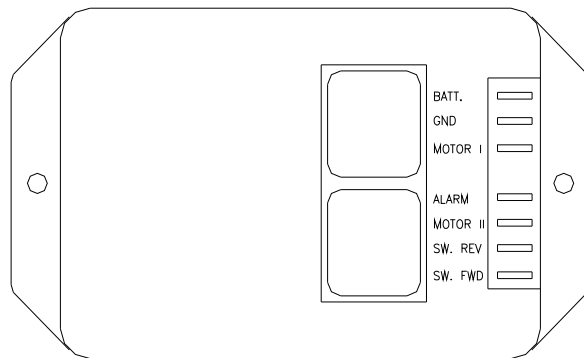 BATT.
GND
MOTOR I
ALARM
MOTOR II
SW. REV
SW. FWD